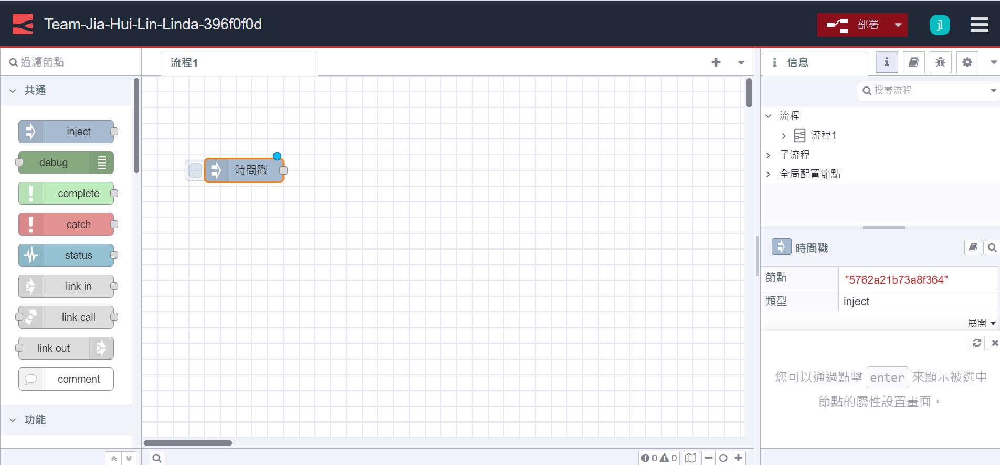 Team-Jia-Hui-Lin-Linda-396f0f0d
部署
jl
過濾節點
流程1
信息
共通
搜尋流程
inject
debug
complete
catch
status
link in
link call
link out
comment
功能
時間戳
流程
流程1
子流程
全局配置節點
時間戳
節點
"5762a21b73a8f364"
類型
inject
展開
您可以通過點擊 enter 來顯示被選中
節點的屬性設置畫面。
0 0